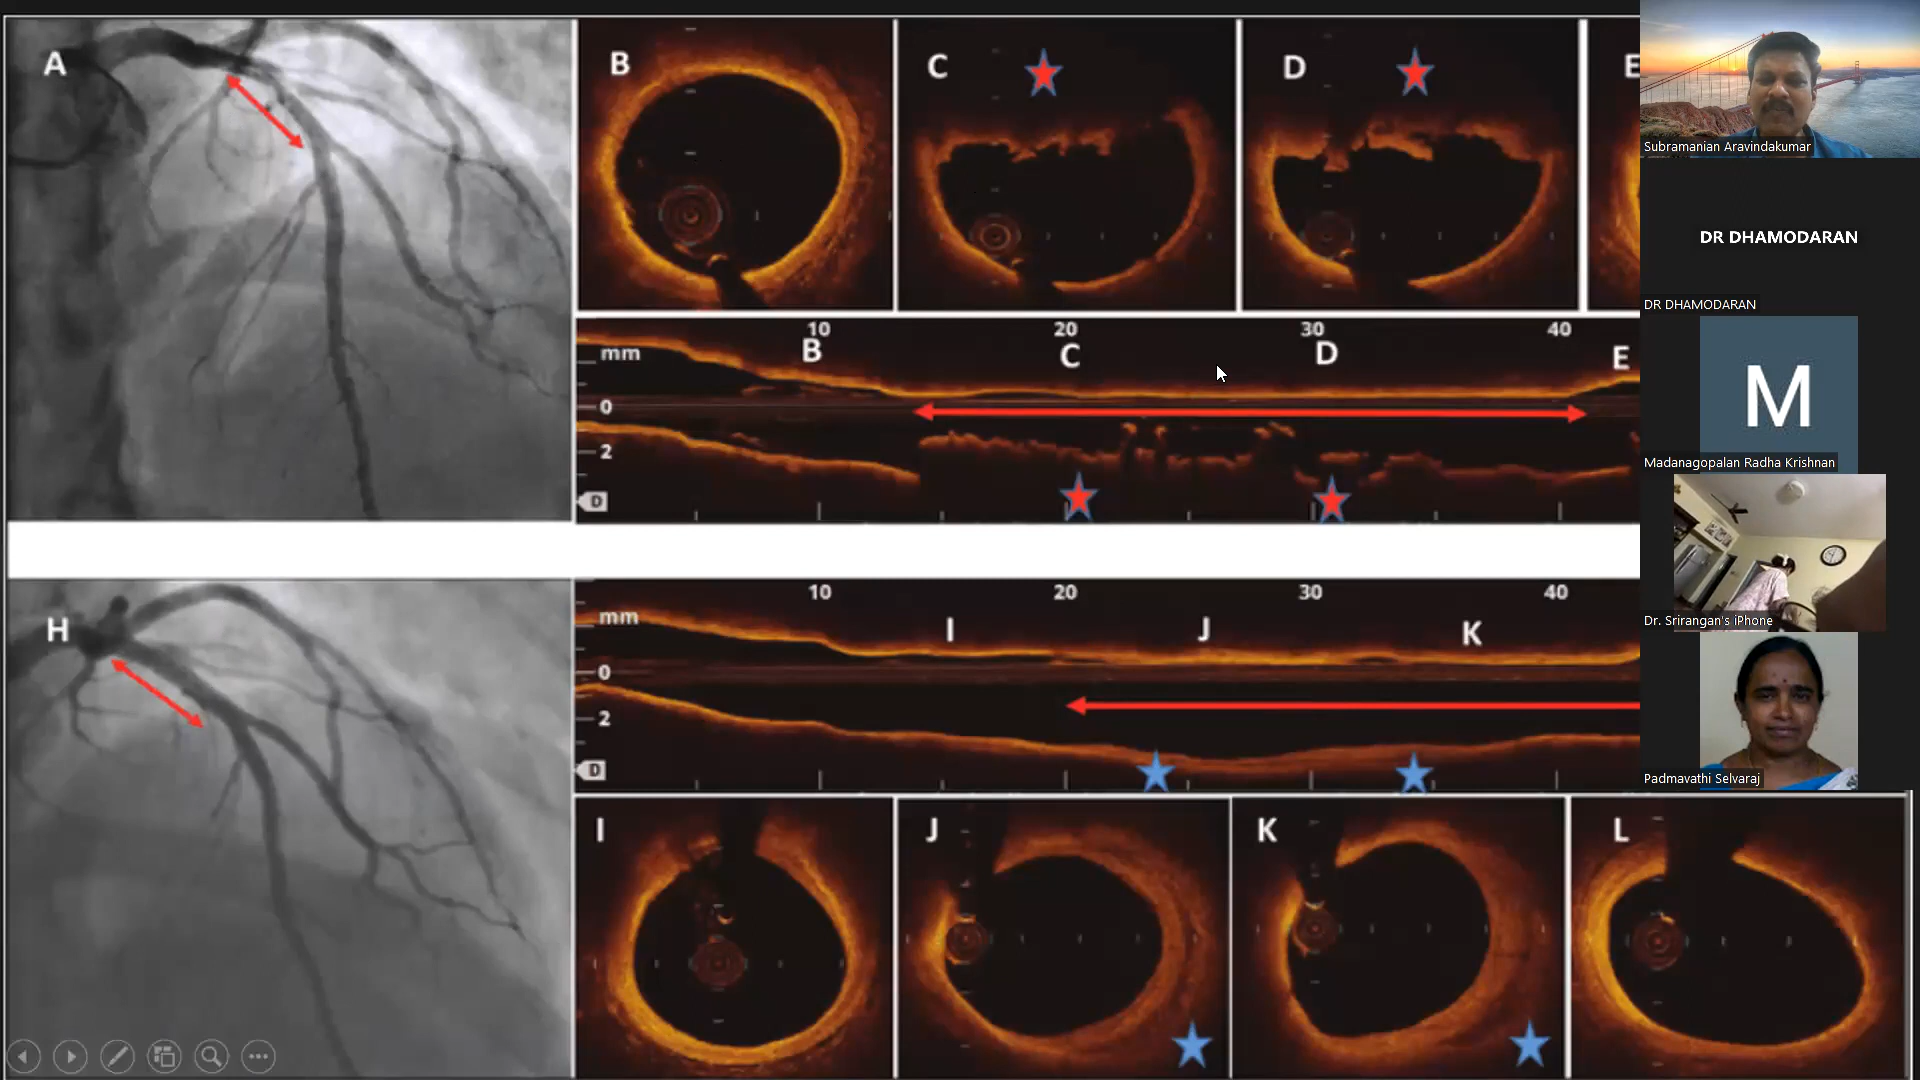 A
B
C
D
E
10
20
30
40
mm
B
C
D
E
0
2
D
H
10
20
30
40
mm
I
J
K
0
2
D
I
J
K
L
Subramanian Aravindakumar
DR DHAMODARAN
DR DHAMODARAN
M
Madanagopalan Radha Krishnan
Dr. Srirangan's iPhone
Padmavathi Selvaraj